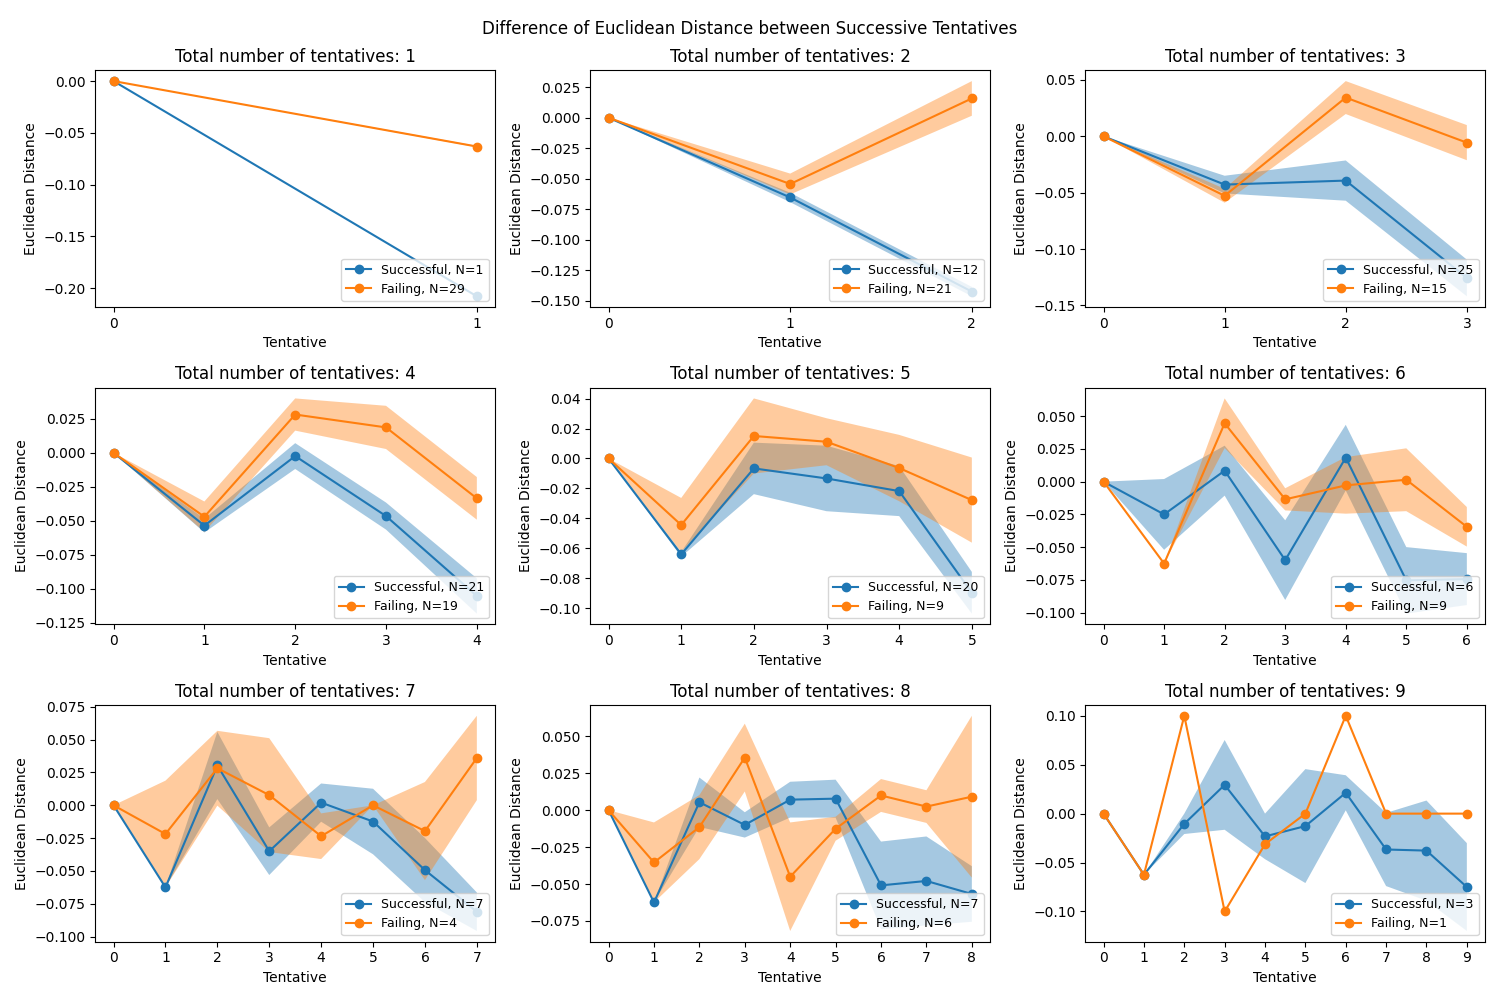 Difference of Euclidean Distance between Successive Tentatives
Total number of tentatives: 1
0.00
−0.05
−0.10
−0.15
−0.20
Euclidean Distance
Successful, N=1
Failing, N=29
0 1
Tentative
Total number of tentatives: 2
0.025
0.000
−0.025
−0.050
−0.075
−0.100
−0.125
−0.150
Euclidean Distance
Successful, N=12
Failing, N=21
0 1 2
Tentative
Total number of tentatives: 3
0.05
0.00
−0.05
−0.10
−0.15
Euclidean Distance
Successful, N=25
Failing, N=15
0 1 2 3
Tentative
Total number of tentatives: 4
0.025
0.000
−0.025
−0.050
−0.075
−0.100
−0.125
Euclidean Distance
Successful, N=21
Failing, N=19
0 1 2 3 4
Tentative
Total number of tentatives: 5
0.04
0.02
0.00
−0.02
−0.04
−0.06
−0.08
−0.10
Euclidean Distance
Successful, N=20
Failing, N=9
0 1 2 3 4 5
Tentative
Total number of tentatives: 6
0.050
0.025
0.000
−0.025
−0.050
−0.075
−0.100
Euclidean Distance
Successful, N=6
Failing, N=9
0 1 2 3 4 5 6
Tentative
Total number of tentatives: 7
0.075
0.050
0.025
0.000
−0.025
−0.050
−0.075
−0.100
Euclidean Distance
Successful, N=7
Failing, N=4
0 1 2 3 4 5 6 7
Tentative
Total number of tentatives: 8
0.050
0.025
0.000
−0.025
−0.050
−0.075
Euclidean Distance
Successful, N=7
Failing, N=6
0 1 2 3 4 5 6 7 8
Tentative
Total number of tentatives: 9
0.10
0.05
0.00
−0.05
−0.10
Euclidean Distance
Successful, N=3
Failing, N=1
0 1 2 3 4 5 6 7 8 9
Tentative